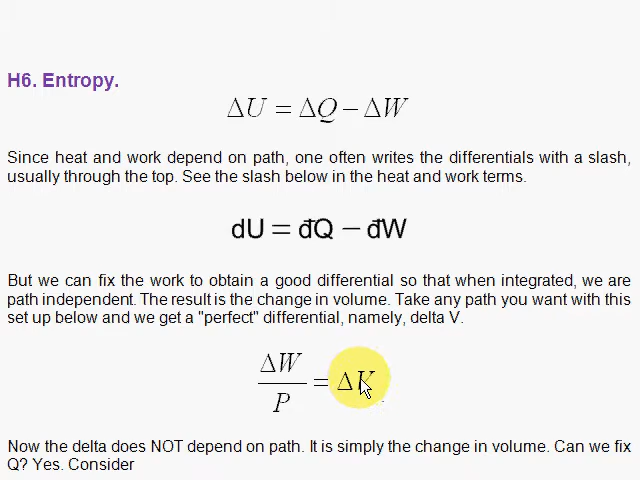 H6. Entropy.
ΔU = ΔQ − ΔW
Since heat and work depend on path, one often writes the differentials with a slash,
usually through the top. See the slash below in the heat and work terms.
dU = đQ − đW
But we can fix the work to obtain a good differential so that when integrated, we are
path independent. The result is the change in volume. Take any path you want with this
set up below and we get a "perfect" differential, namely, delta V.
ΔW
P
= ΔV
Now the delta does NOT depend on path. It is simply the change in volume. Can we fix
Q? Yes. Consider